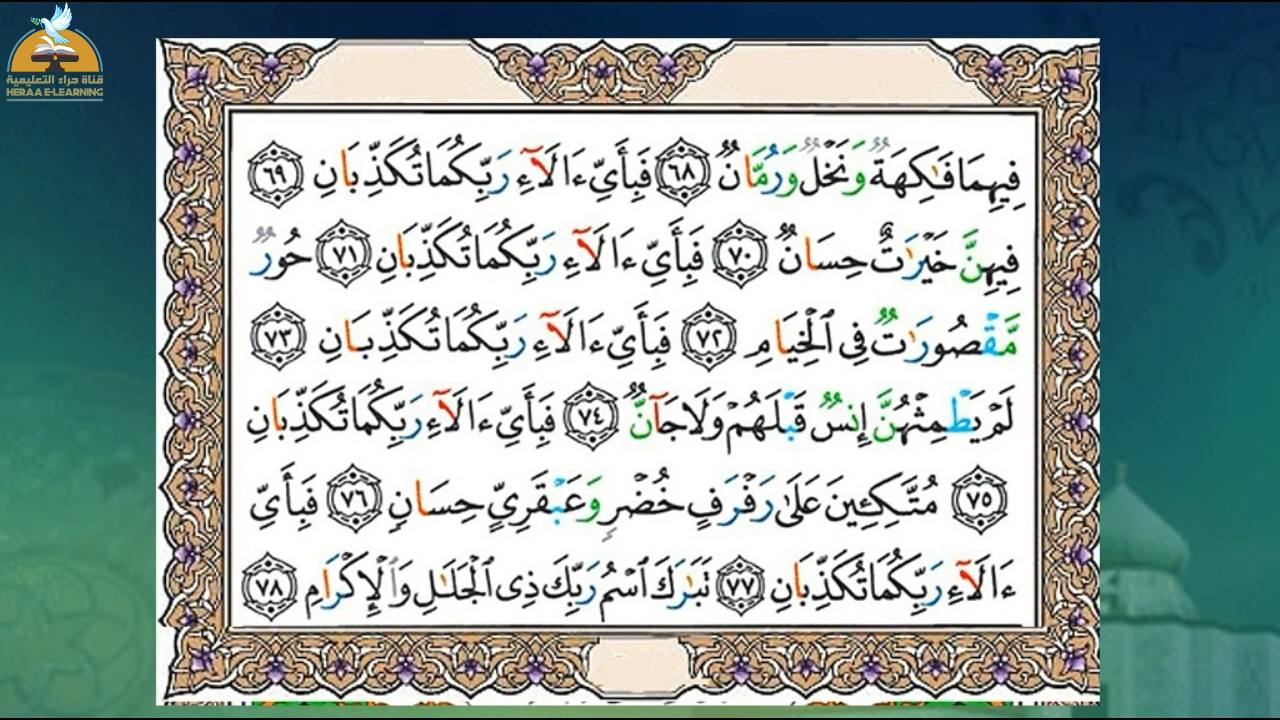 قناة حراء التعليمية
HERAA E-LEARNING
فِيهِمَا فَٰكِهَةٌ وَنَخْلٌ وَرُمَّانٌ ٦٨ فَبِأَيِّ ءَالَآءِ رَبِّكُمَا تُكَذِّبَانِ ٦٩
فِيهِنَّ خَيْرَٰتٌ حِسَانٌ ٧٠ فَبِأَيِّ ءَالَآءِ رَبِّكُمَا تُكَذِّبَانِ ٧١ حُورٌ
مَّقْصُورَٰتٌ فِى ٱلْخِيَامِ ٧٢ فَبِأَيِّ ءَالَآءِ رَبِّكُمَا تُكَذِّبَانِ ٧٣
لَمْ يَطْمِثْهُنَّ إِنسٌ قَبْلَهُمْ وَلَا جَآنٌّ ٧٤ فَبِأَيِّ ءَالَآءِ رَبِّكُمَا تُكَذِّبَانِ
٧٥ مُتَّكِـِٔينَ عَلَىٰ رَفْرَفٍ خُضْرٍ وَعَبْقَرِىٍّ حِسَانٍ ٧٦ فَبِأَيِّ
ءَالَآءِ رَبِّكُمَا تُكَذِّبَانِ ٧٧ تَبَٰرَكَ ٱسْمُ رَبِّكَ ذِى ٱلْجَلَٰلِ وَٱلْإِكْرَامِ ٧٨